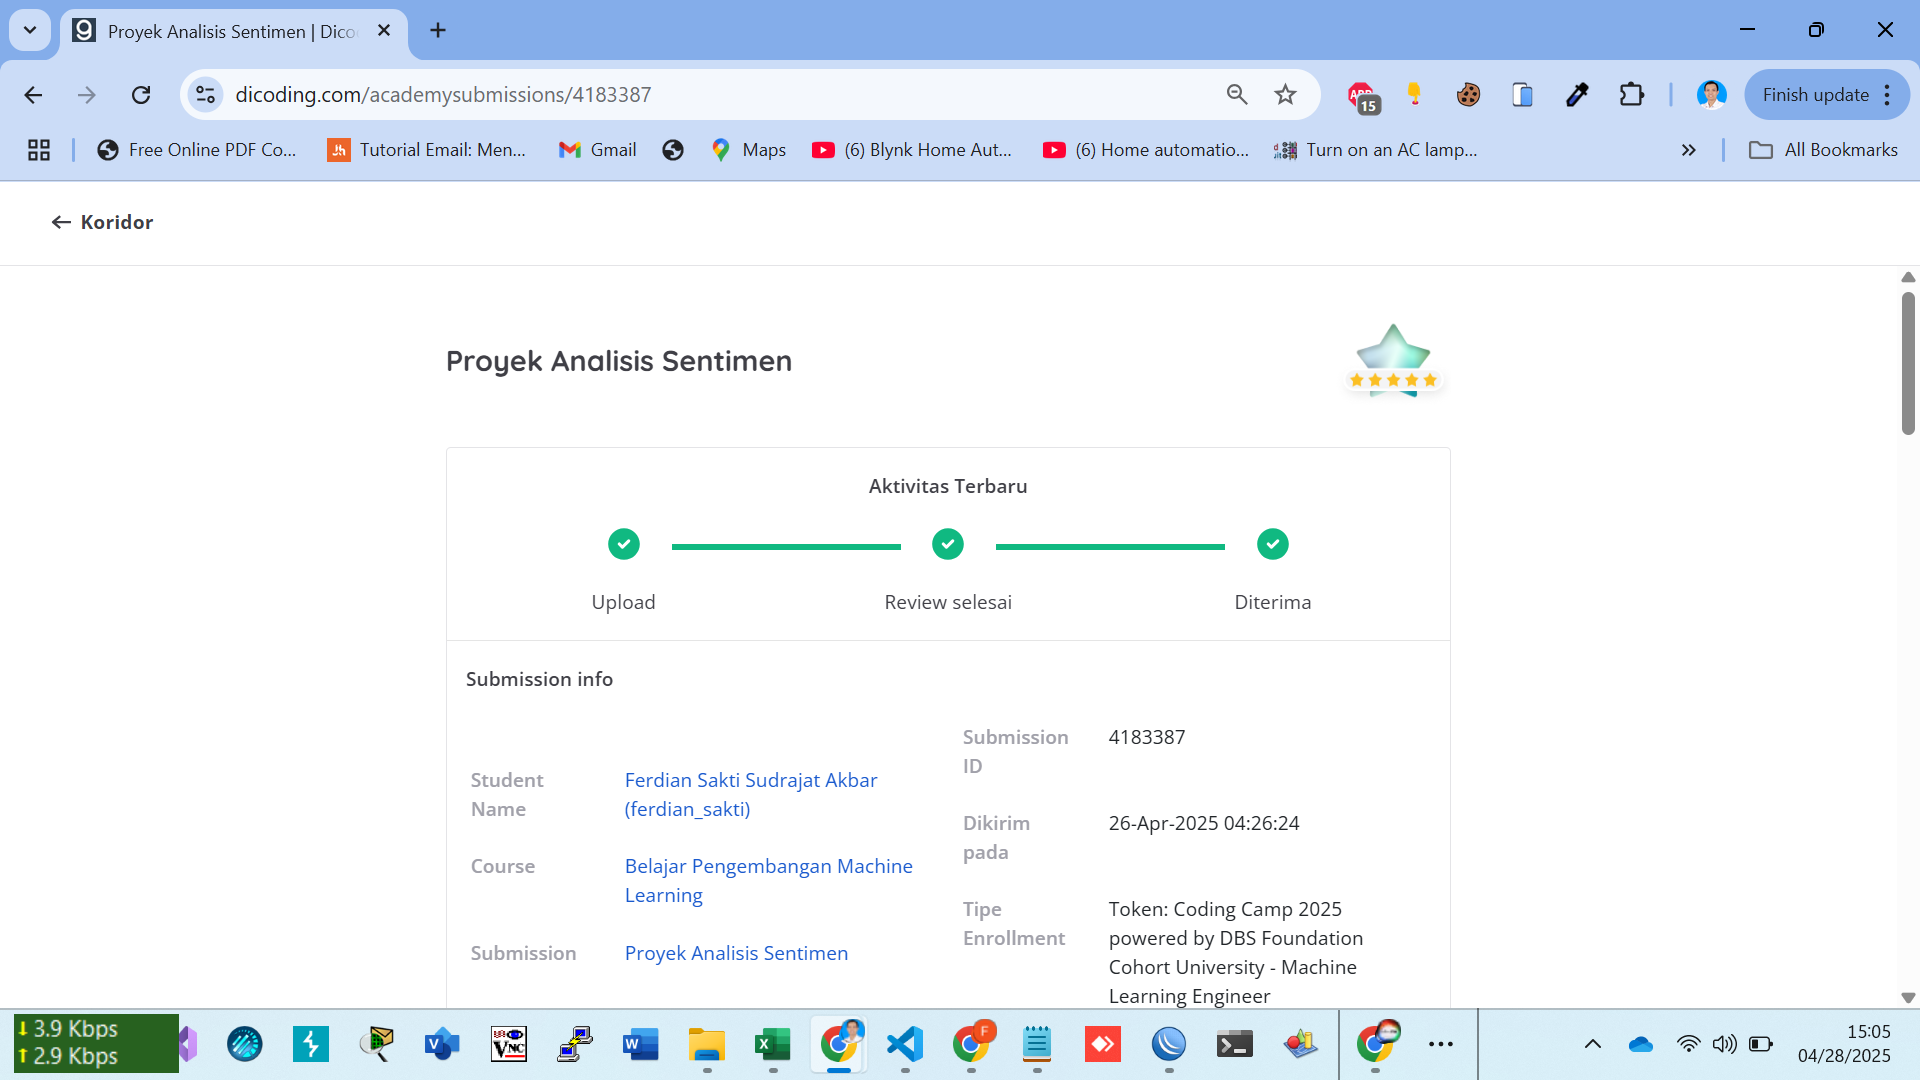 Proyek Analisis Sentimen | Dico
dicoding.com/academysubmissions/4183387
ABP
15
Finish update
Free Online PDF Co...
Jh
Tutorial Email: Men...
Gmail
Maps
(6) Blynk Home Aut...
(6) Home automatio...
Turn on an AC lamp...
All Bookmarks
Koridor
Proyek Analisis Sentimen
Aktivitas Terbaru
Upload
Review selesai
Diterima
Submission info
Student
Name
Ferdian Sakti Sudrajat Akbar
(ferdian_sakti)
Course
Belajar Pengembangan Machine
Learning
Submission
Proyek Analisis Sentimen
Submission
ID
4183387
Dikirim
pada
26-Apr-2025 04:26:24
Tipe
Enrollment
Token: Coding Camp 2025
powered by DBS Foundation
Cohort University - Machine
Learning Engineer
3.9 Kbps
2.9 Kbps
V
VNC
W
X
F
15:05
04/28/2025